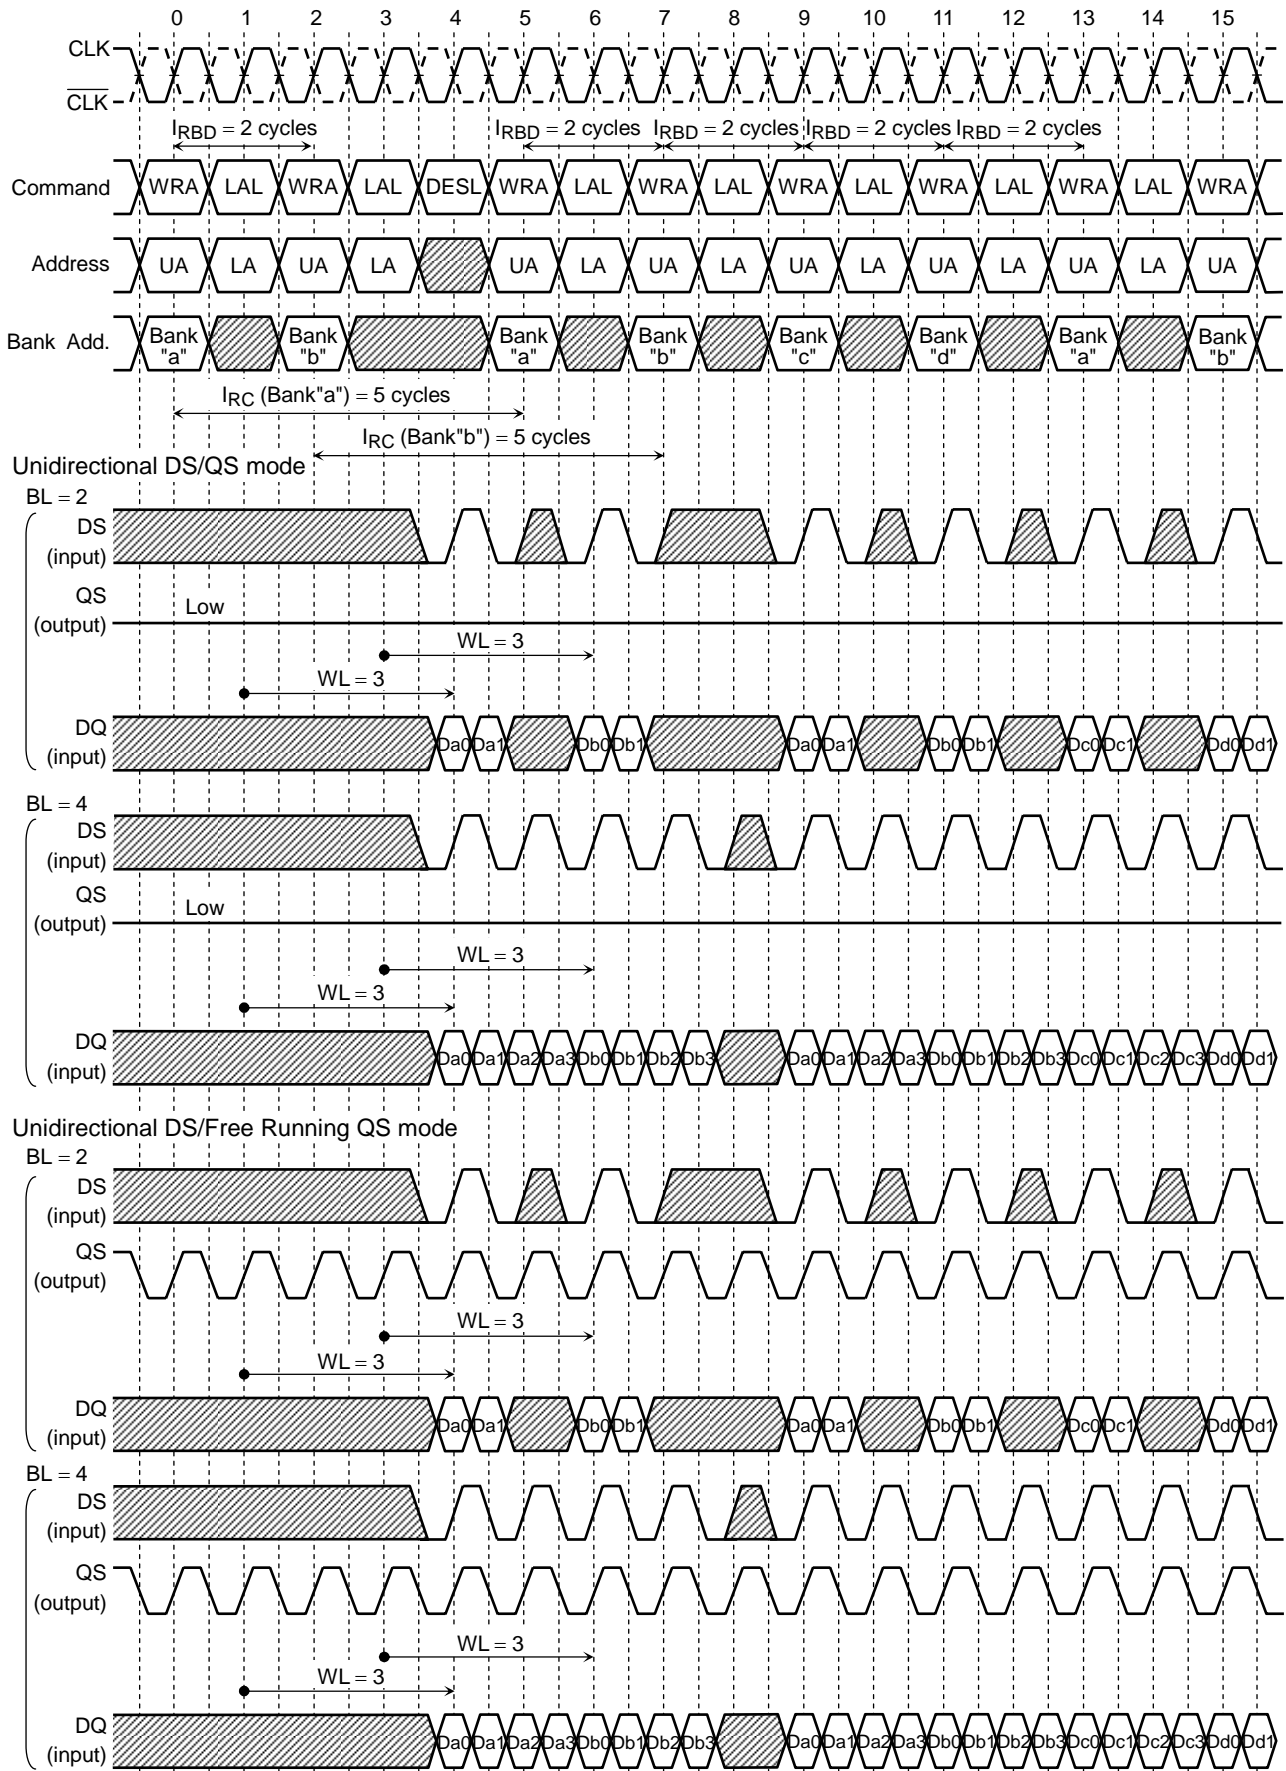 0 1 2 3 4 5 6 7 8 9 10 11 12 13 14 15
CLK
CLK
IRBD = 2 cycles IRBD = 2 cycles IRBD = 2 cycles IRBD = 2 cycles IRBD = 2 cycles
Command WRA LAL WRA LAL DESL WRA LAL WRA LAL WRA LAL WRA LAL WRA LAL WRA
Address UA LA UA LA UA LA UA LA UA LA UA LA UA LA UA
Bank Add. Bank "a" Bank "b" Bank "a" Bank "b" Bank "c" Bank "d" Bank "a" Bank "b"
IRC (Bank"a") = 5 cycles
IRC (Bank"b") = 5 cycles
Unidirectional DS/QS mode
BL = 2
DS
(input)
QS
(output)
Low
WL = 3
WL = 3
DQ
(input)
Da0 Da1 Db0 Db1 Da0 Da1 Db0 Db1 Dc0 Dc1 Dd0 Dd1
BL = 4
DS
(input)
QS
(output)
Low
WL = 3
WL = 3
DQ
(input)
Da0 Da1 Da2 Da3 Db0 Db1 Db2 Db3 Da0 Da1 Da2 Da3 Db0 Db1 Db2 Db3 Dc0 Dc1 Dc2 Dc3 Dd0 Dd1
Unidirectional DS/Free Running QS mode
BL = 2
DS
(input)
QS
(output)
WL = 3
WL = 3
DQ
(input)
Da0 Da1 Db0 Db1 Da0 Da1 Db0 Db1 Dc0 Dc1 Dd0 Dd1
BL = 4
DS
(input)
QS
(output)
WL = 3
WL = 3
DQ
(input)
Da0 Da1 Da2 Da3 Db0 Db1 Db2 Db3 Da0 Da1 Da2 Da3 Db0 Db1 Db2 Db3 Dc0 Dc1 Dc2 Dc3 Dd0 Dd1